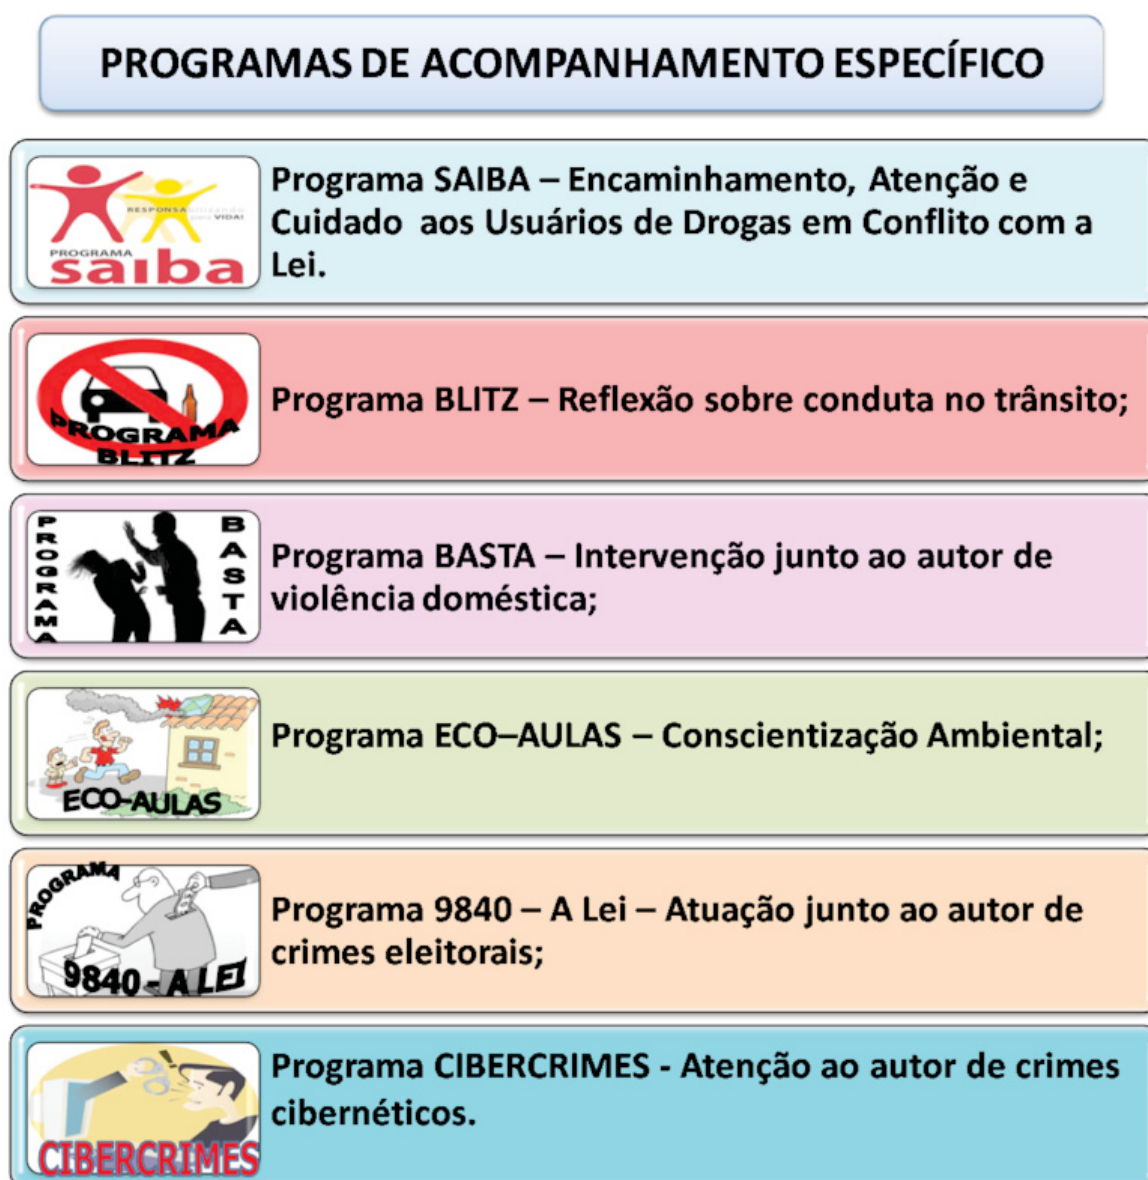 PROGRAMAS DE ACOMPANHAMENTO ESPECÍFICO
RESPONSAbilizando
para VIDA!
PROGRAMA
saiba
Programa SAIBA – Encaminhamento, Atenção e
Cuidado aos Usuários de Drogas em Conflito com a
Lei.
PROGRAMA
BLITZ
Programa BLITZ – Reflexão sobre conduta no trânsito;
PROGRAMA
BASTA
Programa BASTA – Intervenção junto ao autor de
violência doméstica;
ECO-AULAS
Programa ECO–AULAS – Conscientização Ambiental;
PROGRAMA
9840 - A LEI
Programa 9840 – A Lei – Atuação junto ao autor de
crimes eleitorais;
CIBERCRIMES
Programa CIBERCRIMES - Atenção ao autor de crimes
cibernéticos.